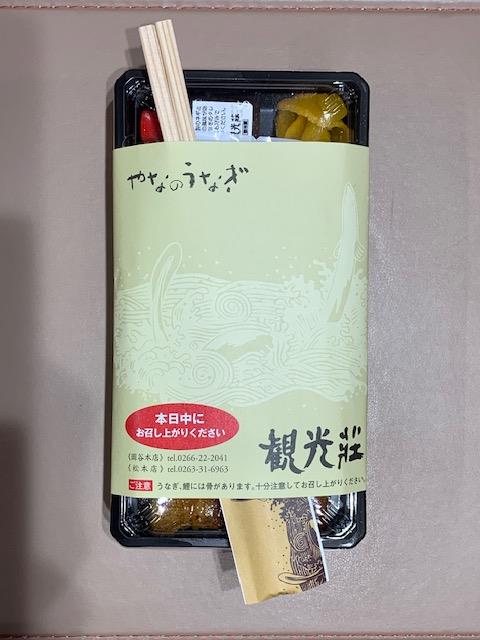 やなのうなぎ
本日中に
お召し上がりください
観光荘
《岡谷本店》 tel.0266-22-2041
《松本店》 tel.0263-31-6963
ご注意 うなぎ、鯉には骨があります。十分注意してお召し上がりください。